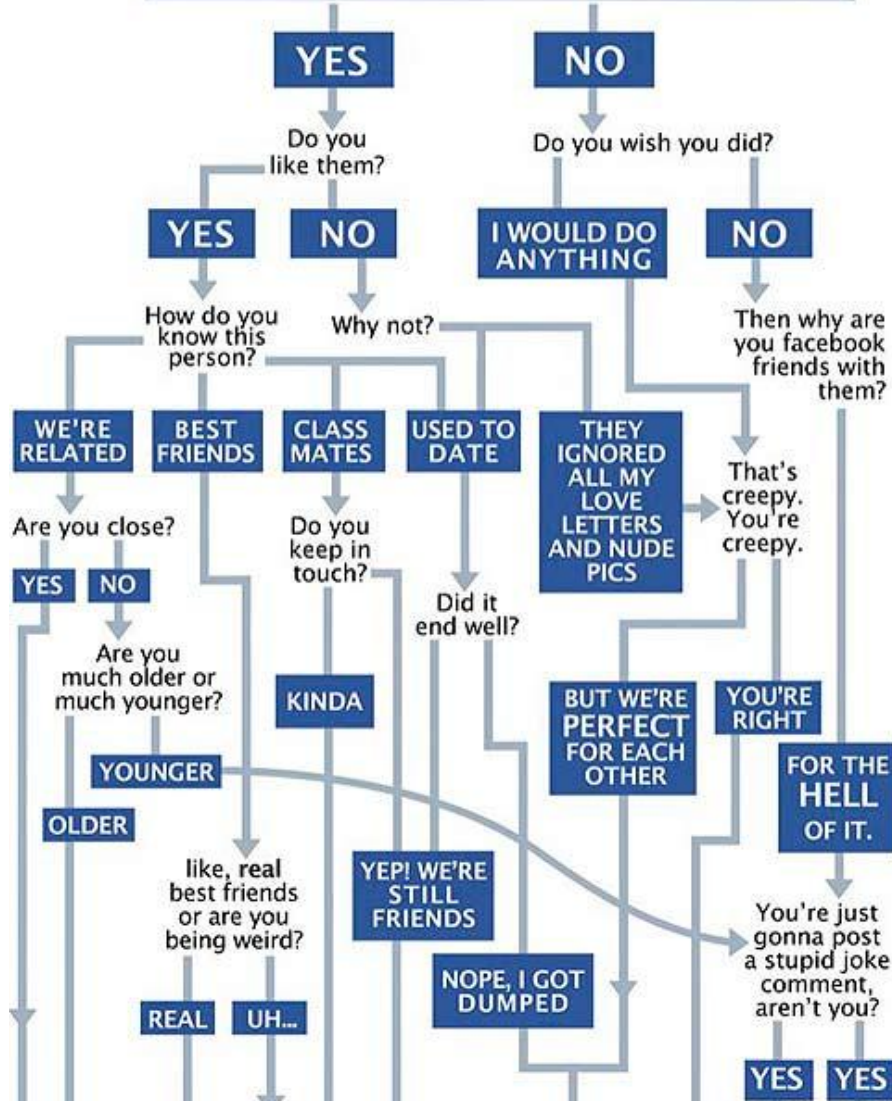 YES
NO
Do you
like them?
Do you wish you did?
YES
NO
I WOULD DO
ANYTHING
NO
How do you
know this
person?
Why not?
Then why are
you facebook
friends with
them?
WE'RE
RELATED
BEST
FRIENDS
CLASS
MATES
USED TO
DATE
THEY
IGNORED
ALL MY
LOVE
LETTERS
AND NUDE
PICS
That's
creepy.
You're
creepy.
Are you close?
Do you
keep in
touch?
YES
NO
Did it
end well?
Are you
much older or
much younger?
KINDA
BUT WE'RE
PERFECT
FOR EACH
OTHER
YOU'RE
RIGHT
YOUNGER
FOR THE
HELL
OF IT.
OLDER
like, real
best friends
or are you
being weird?
YEP! WE'RE
STILL
FRIENDS
You're just
gonna post
a stupid joke
comment,
aren't you?
NOPE, I GOT
DUMPED
REAL
UH...
YES
YES